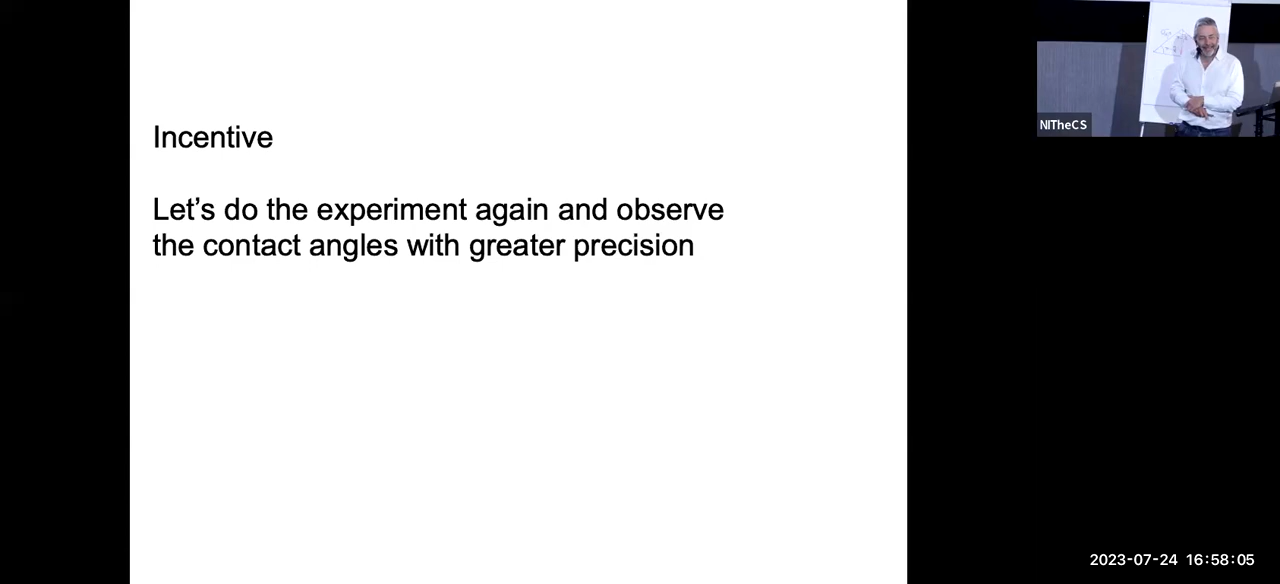 Incentive
Let's do the experiment again and observe
the contact angles with greater precision
NITheCS
2023-07-24 16:58:05